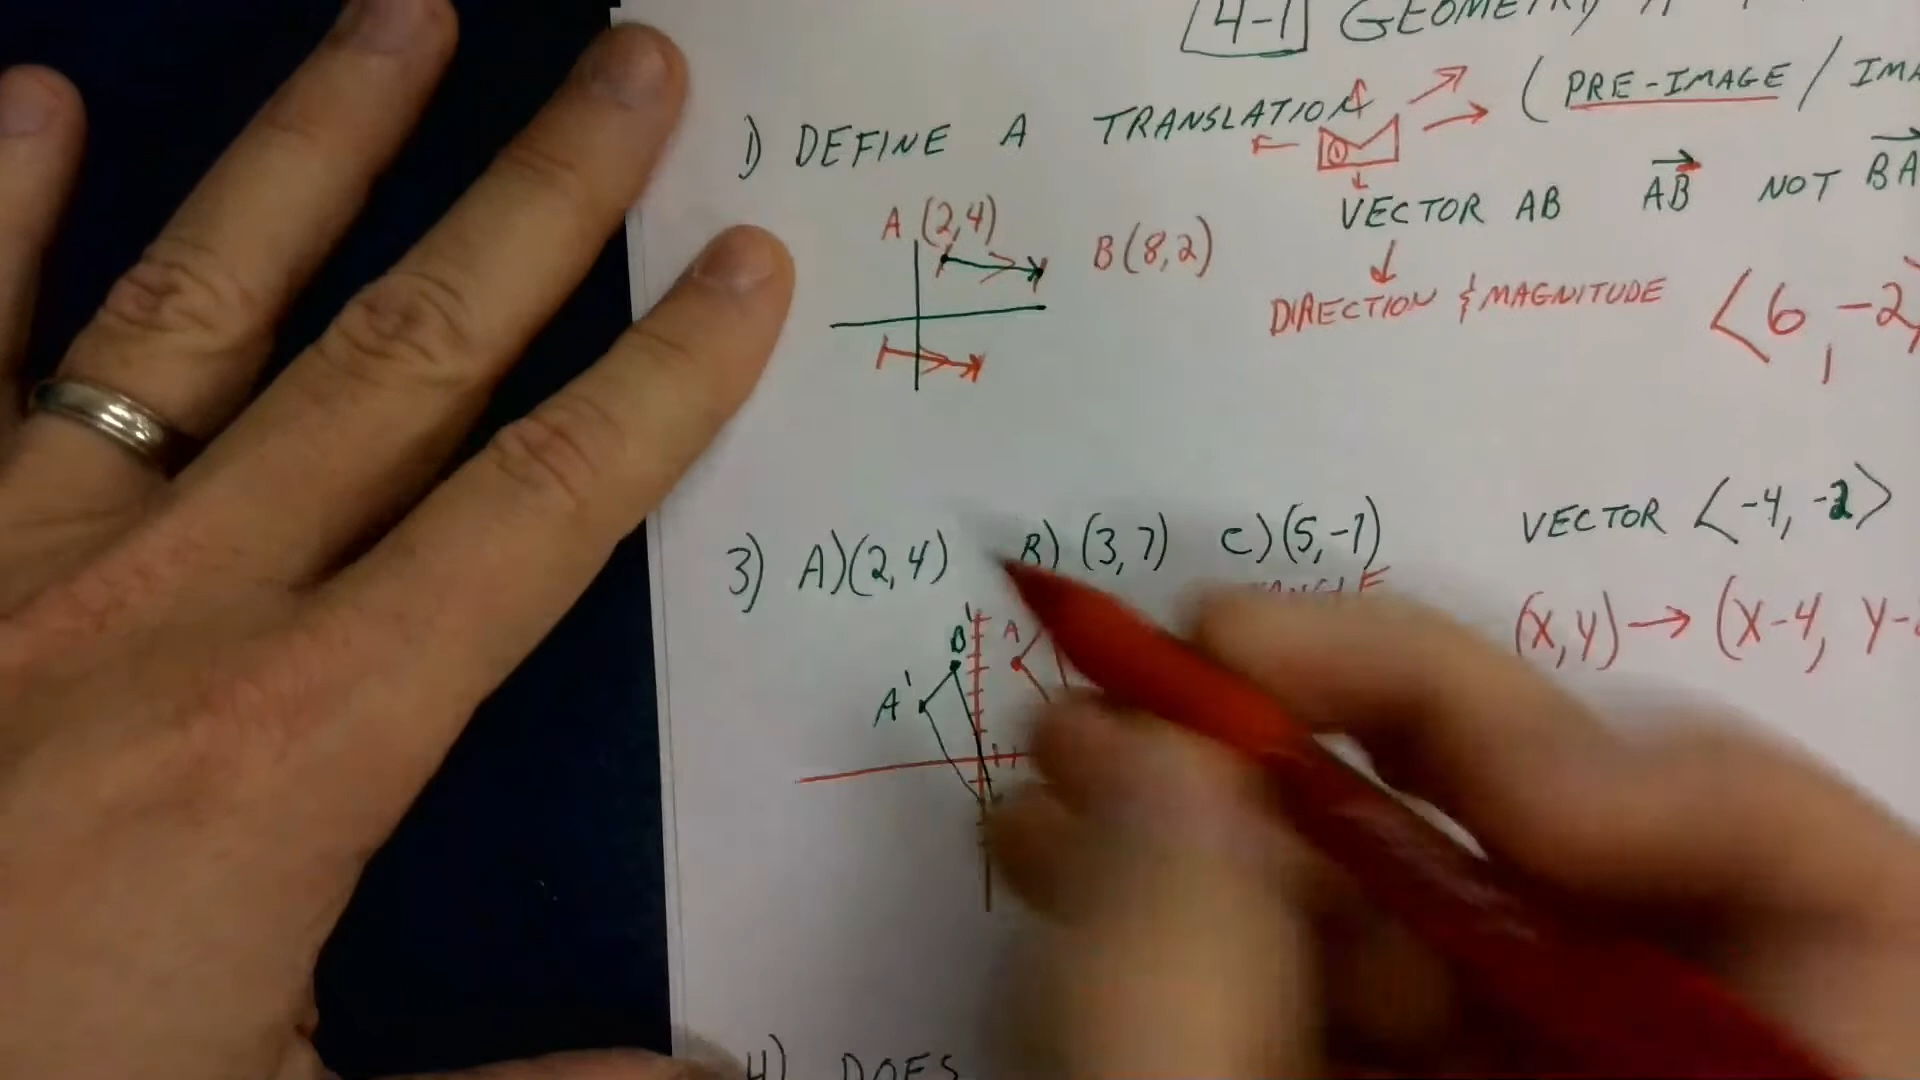 4-1 GEOMETRY
1) DEFINE A TRANSLATION (PRE-IMAGE / IMA
VECTOR AB AB NOT BA
A (2,4) B(8,2)
DIRECTION & MAGNITUDE <6, -2>
3) A)(2,4) B) (3,7) C)(5,-1) VECTOR <-4, -2>
(X,Y) → (X-4, Y-
B' A
A'
4) DOES